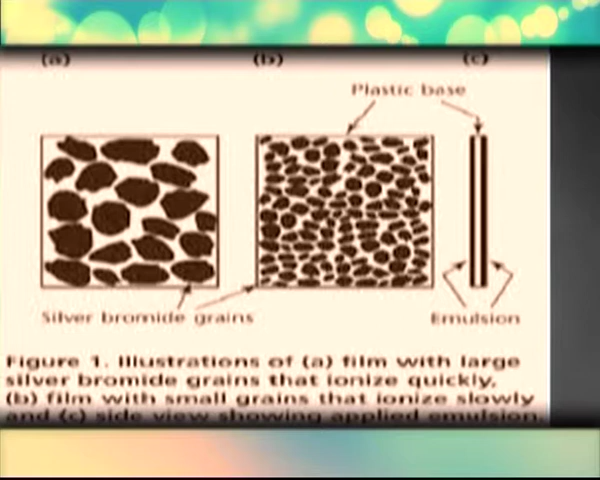 (a) (b) (c)
Plastic base
Silver bromide grains
Emulsion
Figure 1. Illustrations of (a) film with large
silver bromide grains that ionize quickly,
(b) film with small grains that ionize slowly
and (c) side view showing applied emulsion.